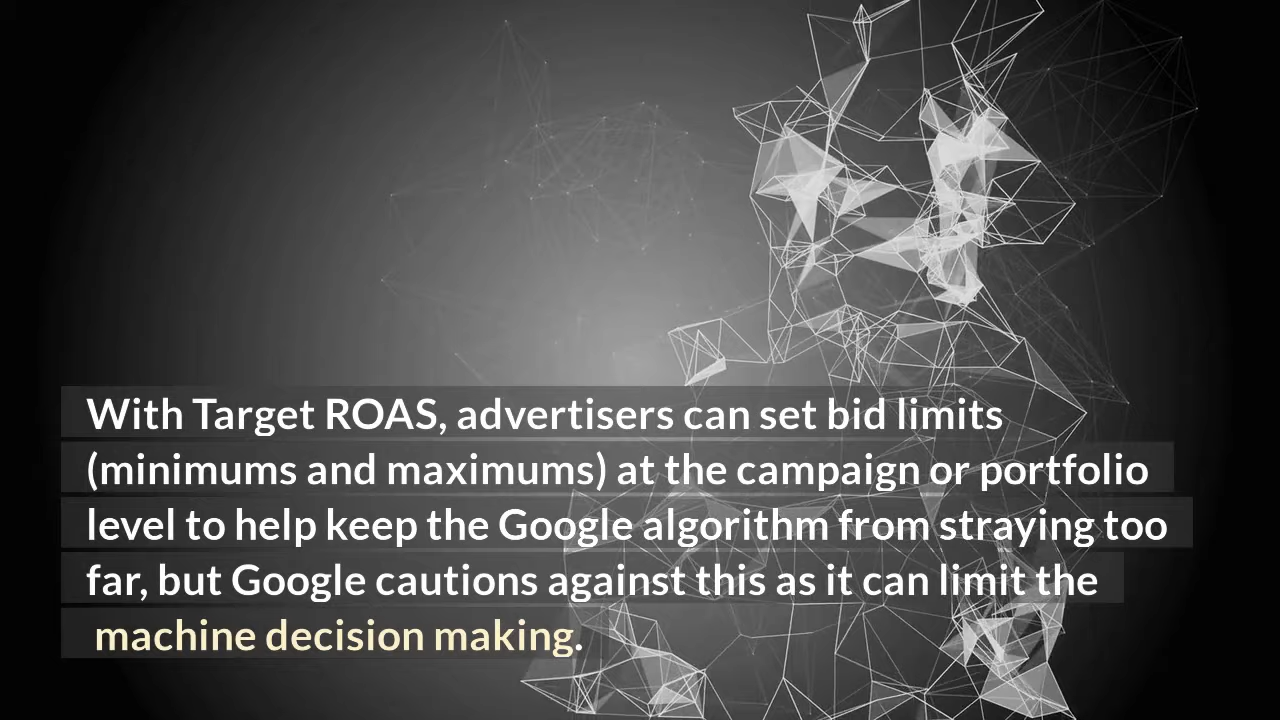 With Target ROAS, advertisers can set bid limits
(minimums and maximums) at the campaign or portfolio
level to help keep the Google algorithm from straying too
far, but Google cautions against this as it can limit the
machine decision making.